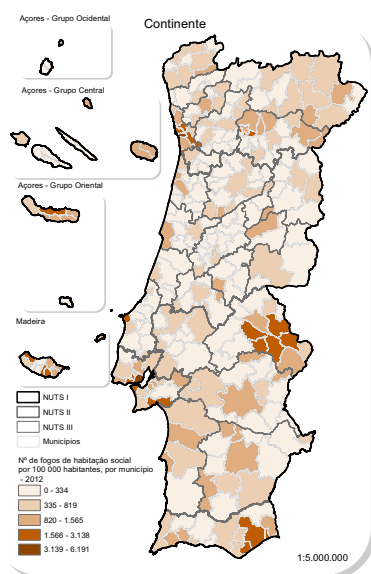 Açores - Grupo Ocidental
Continente
Açores - Grupo Central
Açores - Grupo Oriental
Madeira
NUTS I
NUTS II
NUTS III
Municípios
Nº de fogos de habitação social
por 100 000 habitantes, por município
- 2012
0 - 334
335 - 819
820 - 1.565
1.566 - 3.138
3.139 - 6.191
1:5.000.000